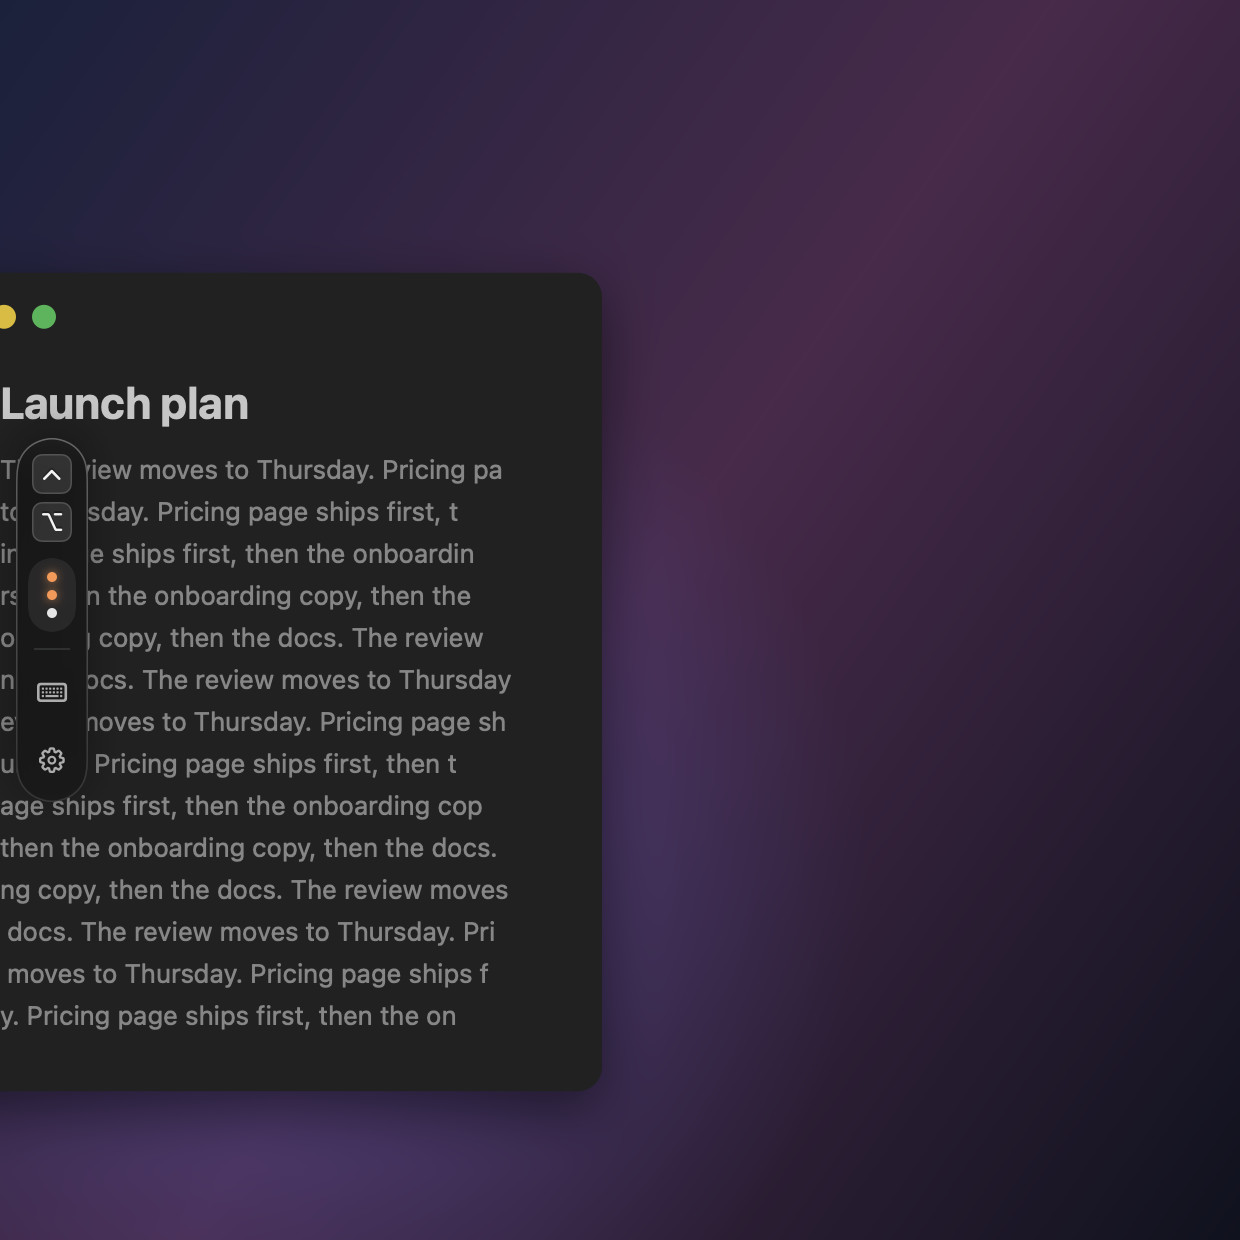 Launch plan
view moves to Thursday. Pricing pa
sday. Pricing page ships first, t
e ships first, then the onboardin
n the onboarding copy, then the
copy, then the docs. The review
ocs. The review moves to Thursday
moves to Thursday. Pricing page sh
Pricing page ships first, then t
age ships first, then the onboarding cop
then the onboarding copy, then the docs.
ng copy, then the docs. The review moves
docs. The review moves to Thursday. Pri
moves to Thursday. Pricing page ships f
y. Pricing page ships first, then the on